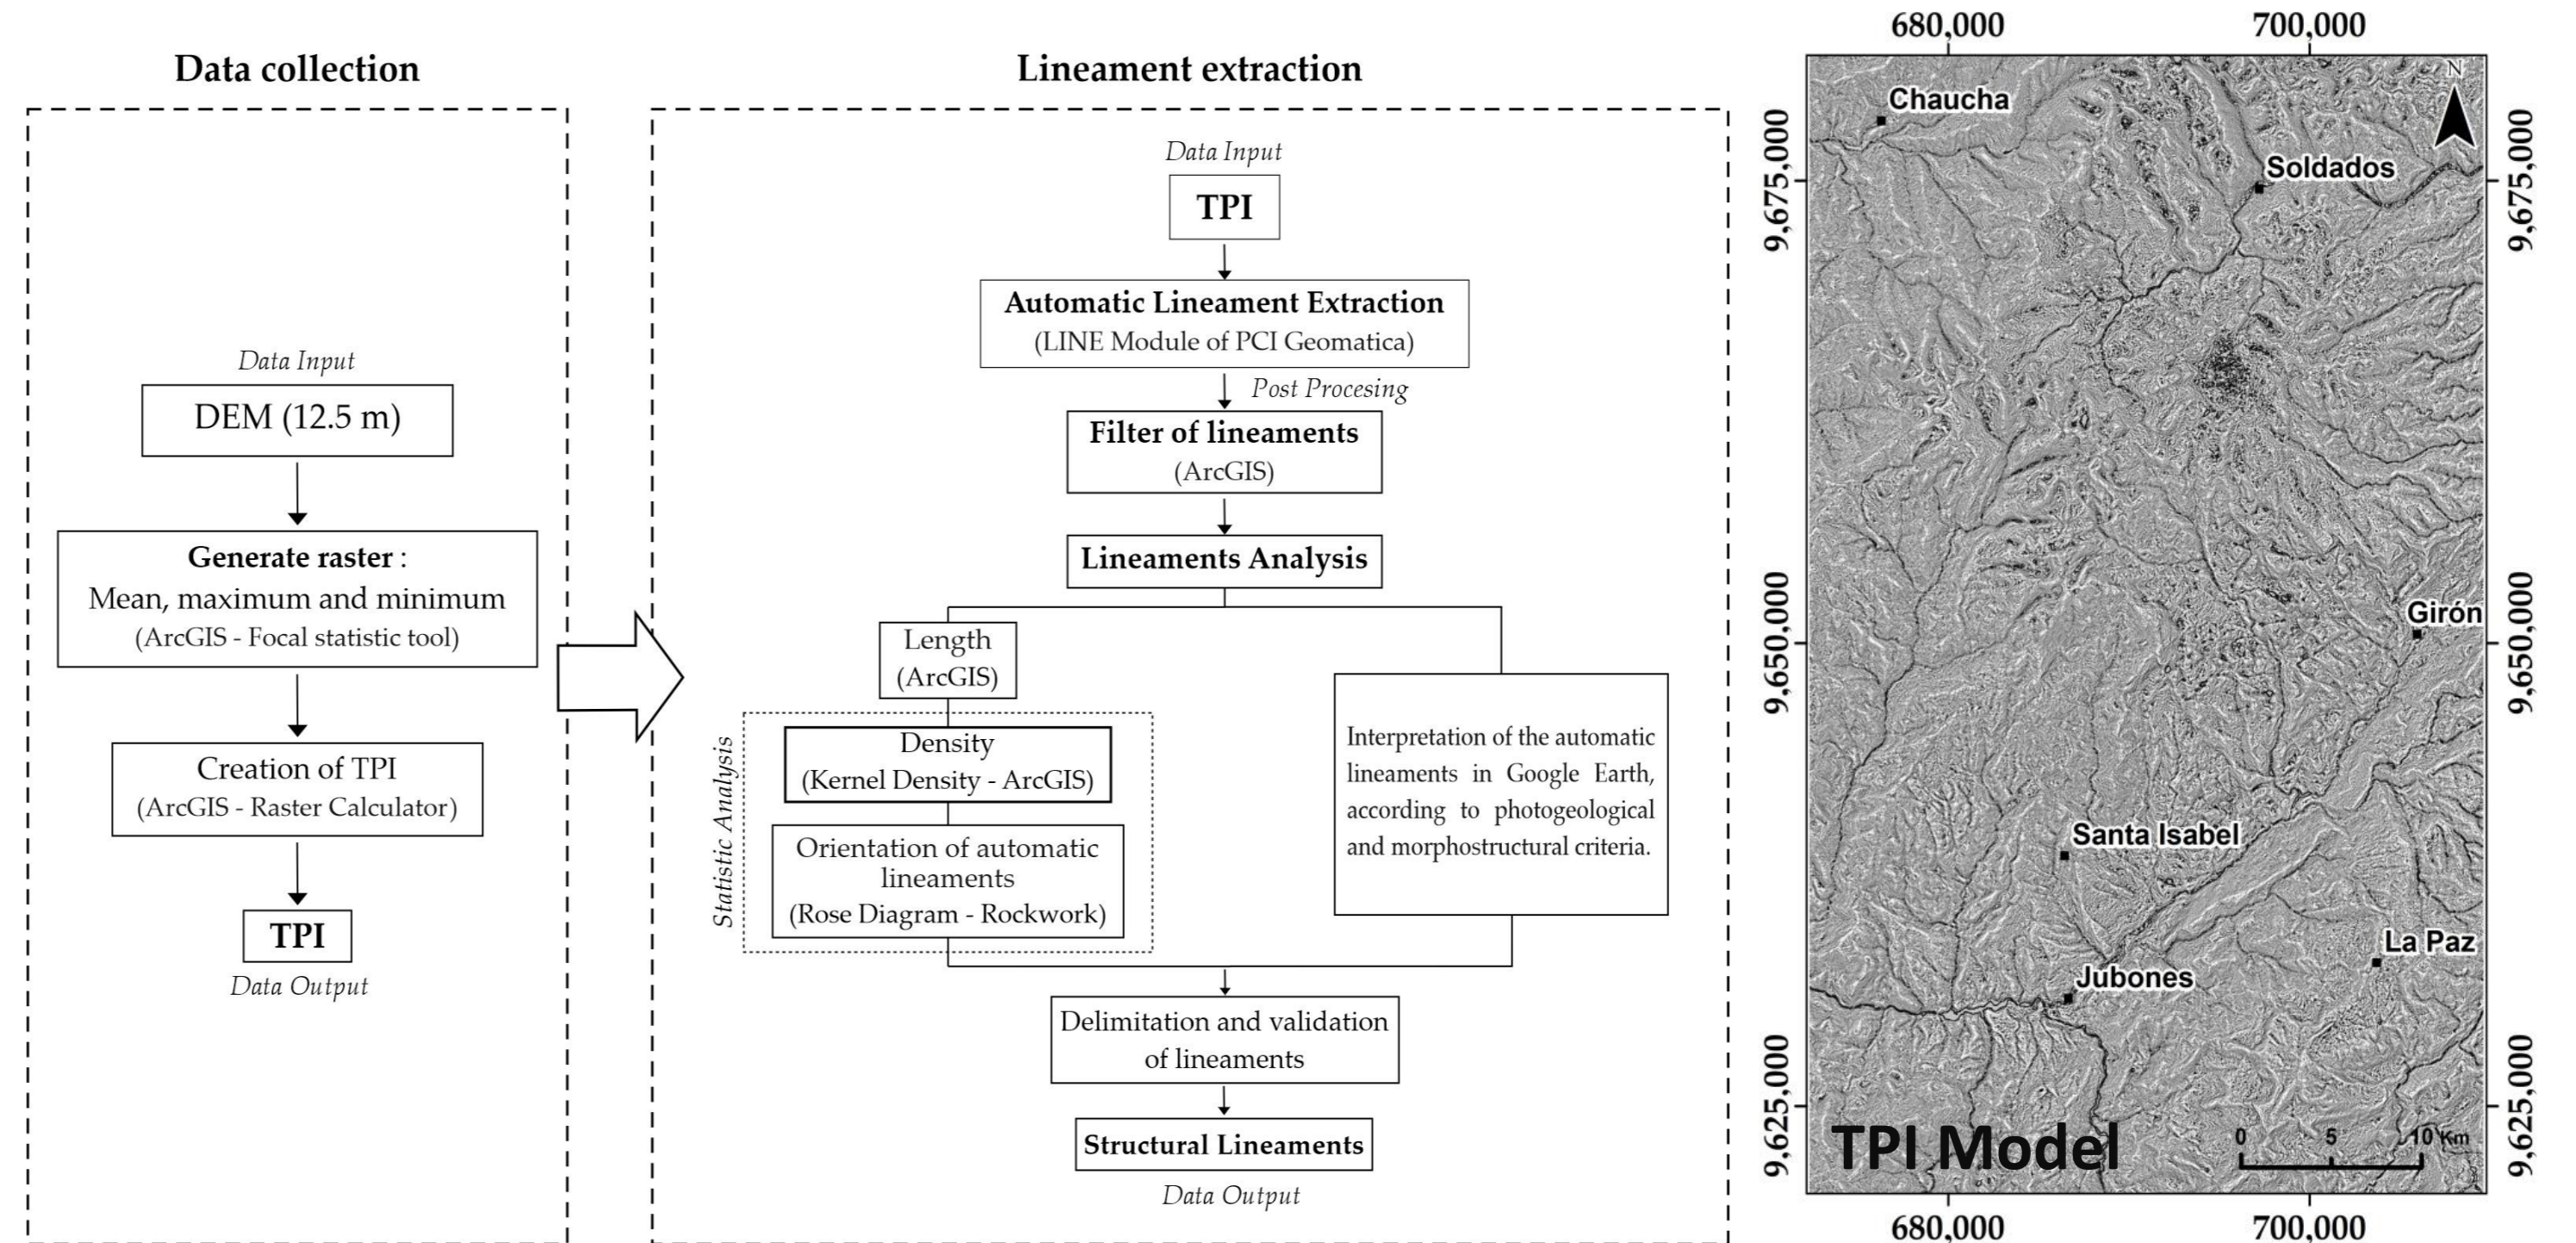 Data collection
Data Input
DEM (12.5 m)
Generate raster :
Mean, maximum and minimum
(ArcGIS - Focal statistic tool)
Creation of TPI
(ArcGIS - Raster Calculator)
TPI
Data Output
Lineament extraction
Data Input
TPI
Automatic Lineament Extraction
(LINE Module of PCI Geomatica)
Post Procesing
Filter of lineaments
(ArcGIS)
Lineaments Analysis
Length
(ArcGIS)
Statistic Analysis
Density
(Kernel Density - ArcGIS)
Orientation of automatic
lineaments
(Rose Diagram - Rockwork)
Interpretation of the automatic
lineaments in Google Earth,
according to photogeological
and morphostructural criteria.
Delimitation and validation
of lineaments
Structural Lineaments
Data Output
680,000 700,000
N
Chaucha
Soldados
9,675,000 9,675,000
Girón
9,650,000 9,650,000
Santa Isabel
La Paz
Jubones
9,625,000 9,625,000
TPI Model
0 5 10 Km
680,000 700,000